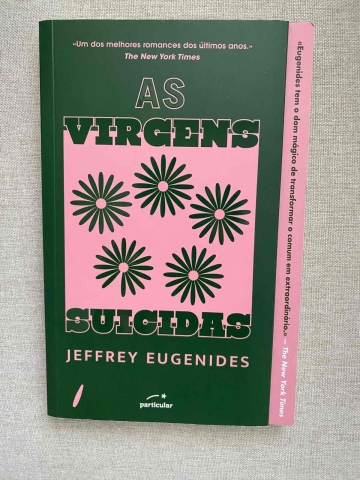 «Um dos melhores romances dos últimos anos.»
The New York Times
AS
VIRGENS
SUICIDAS
JEFFREY EUGENIDES
particular
«Eugenides tem o dom mágico de transformar o comum em extraordinário.» — The New York Times